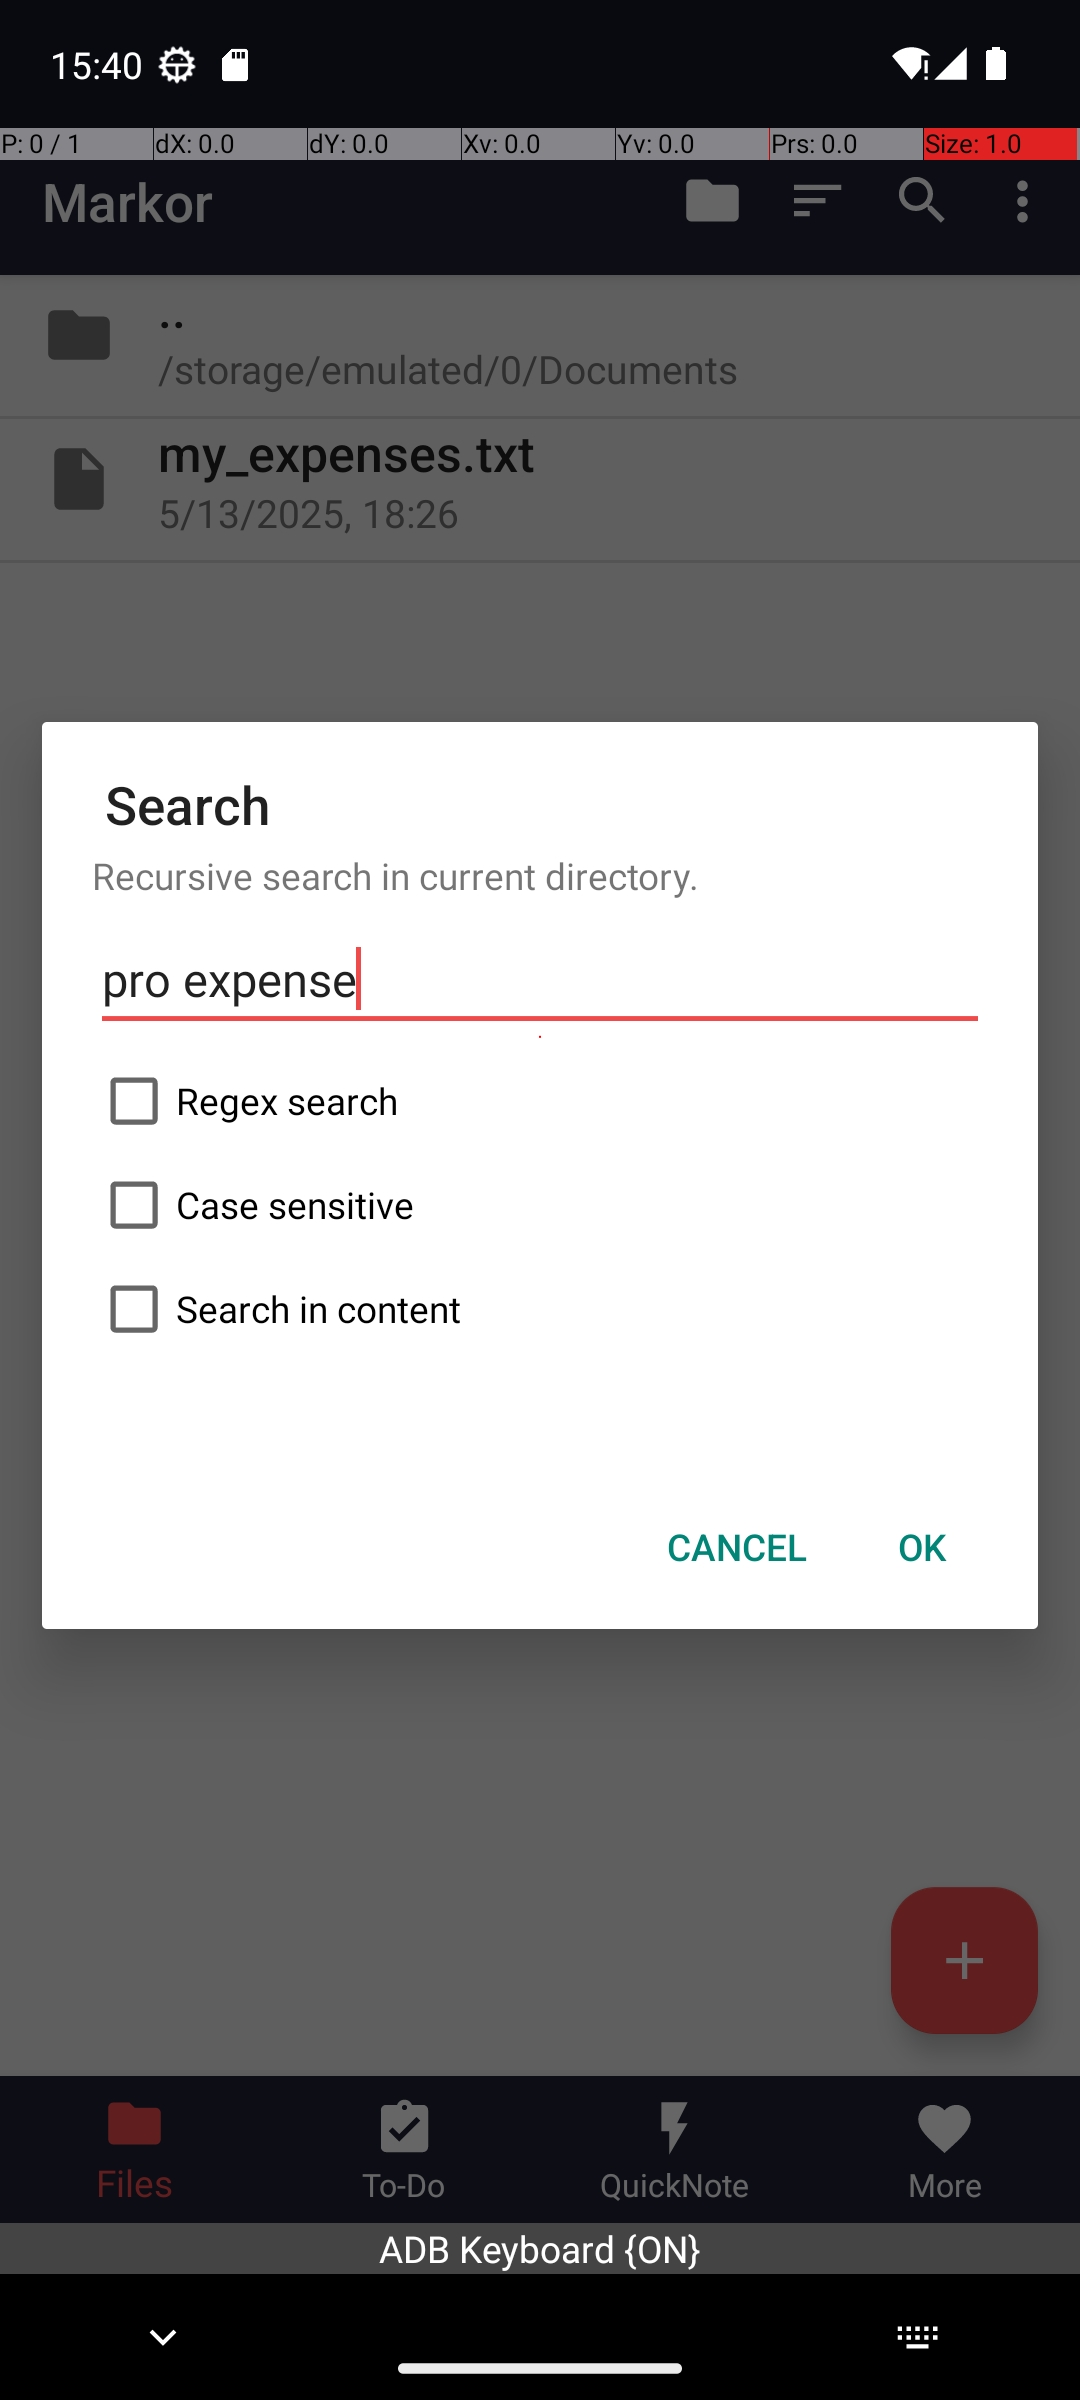 15:40
P: 0 / 1 dX: 0.0 dY: 0.0 Xv: 0.0 Yv: 0.0 Prs: 0.0 Size: 1.0
Markor
..
/storage/emulated/0/Documents
my_expenses.txt
5/13/2025, 18:26
Search
Recursive search in current directory.
pro expense
Regex search
Case sensitive
Search in content
CANCEL OK
Files To-Do QuickNote More
ADB Keyboard {ON}